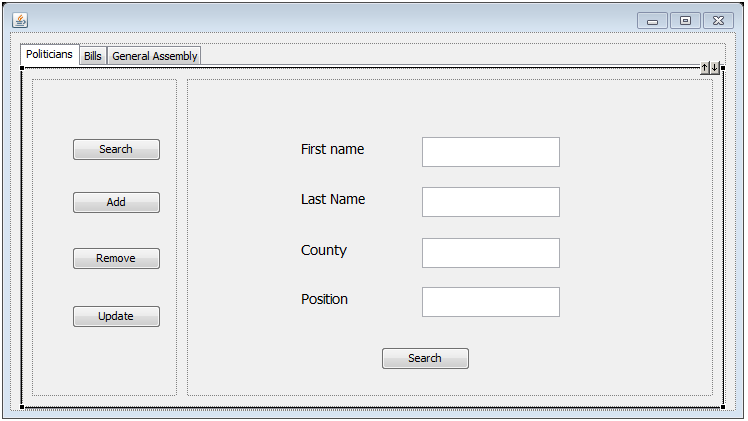 Politicians Bills General Assembly
Search
Add
Remove
Update
First name
Last Name
County
Position
Search